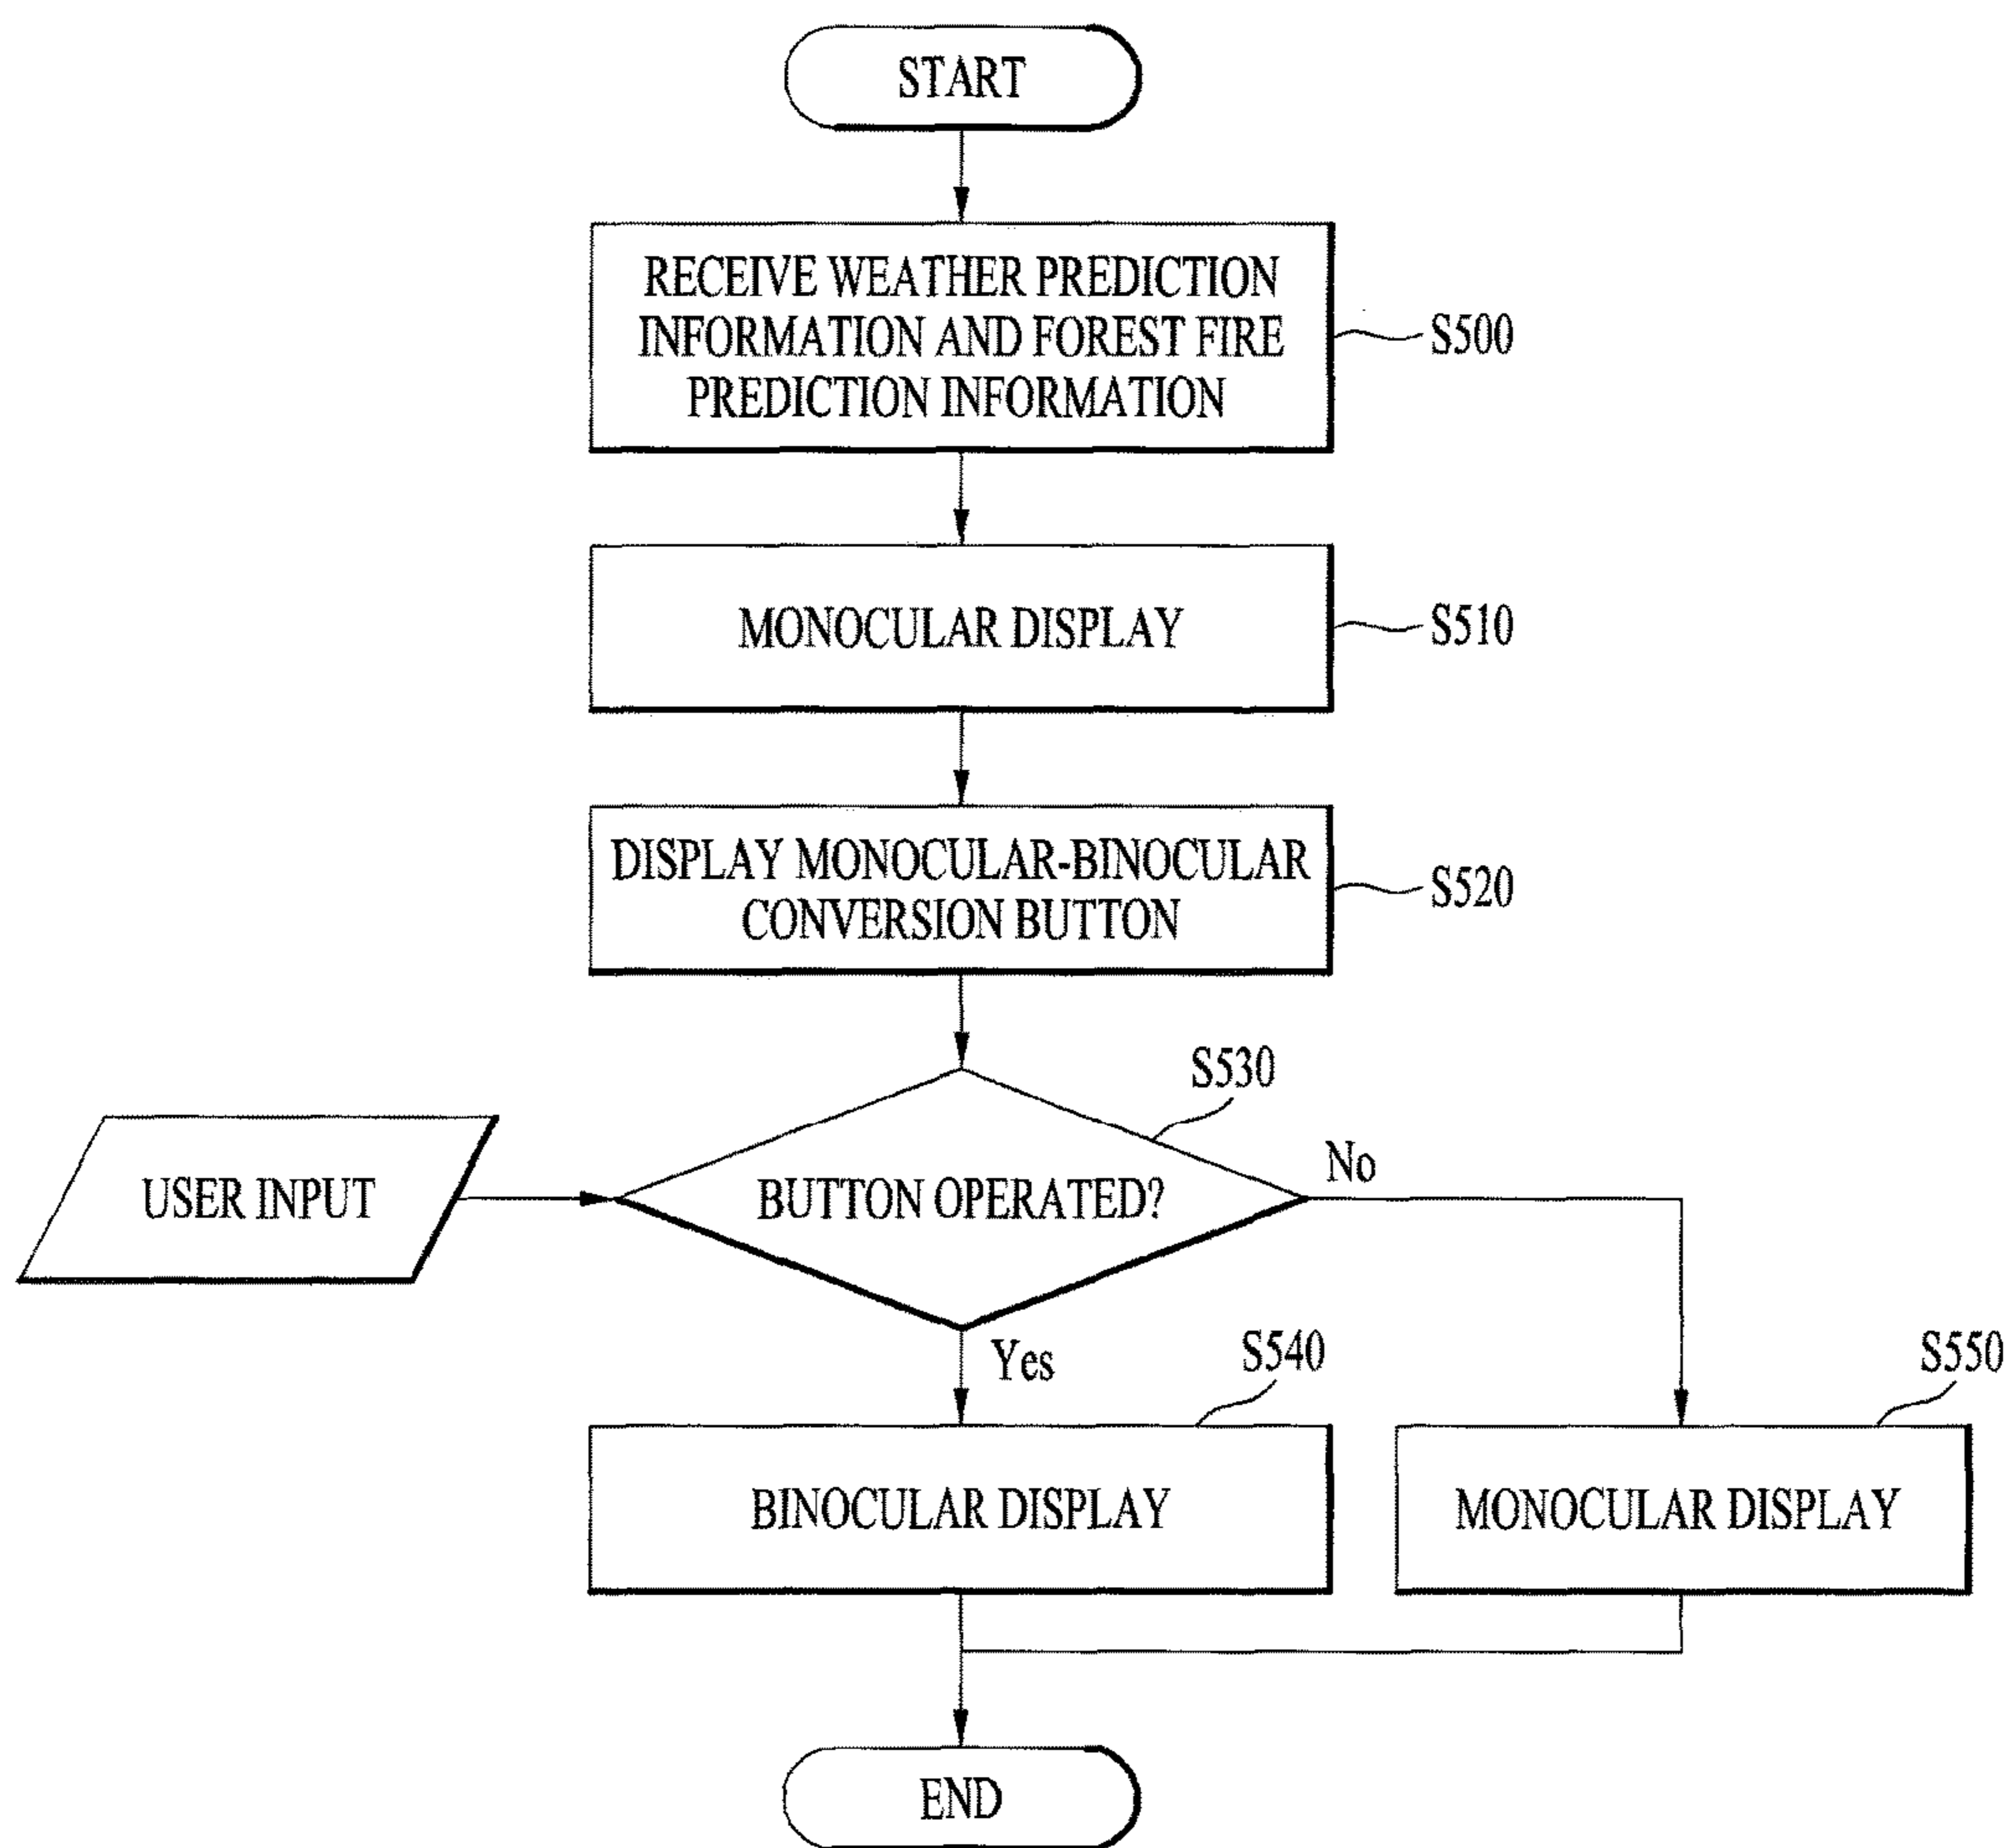 START
RECEIVE WEATHER PREDICTION
INFORMATION AND FOREST FIRE
PREDICTION INFORMATION
S500
MONOCULAR DISPLAY
S510
DISPLAY MONOCULAR-BINOCULAR
CONVERSION BUTTON
S520
S530
USER INPUT
BUTTON OPERATED?
No
Yes
S540
S550
BINOCULAR DISPLAY
MONOCULAR DISPLAY
END